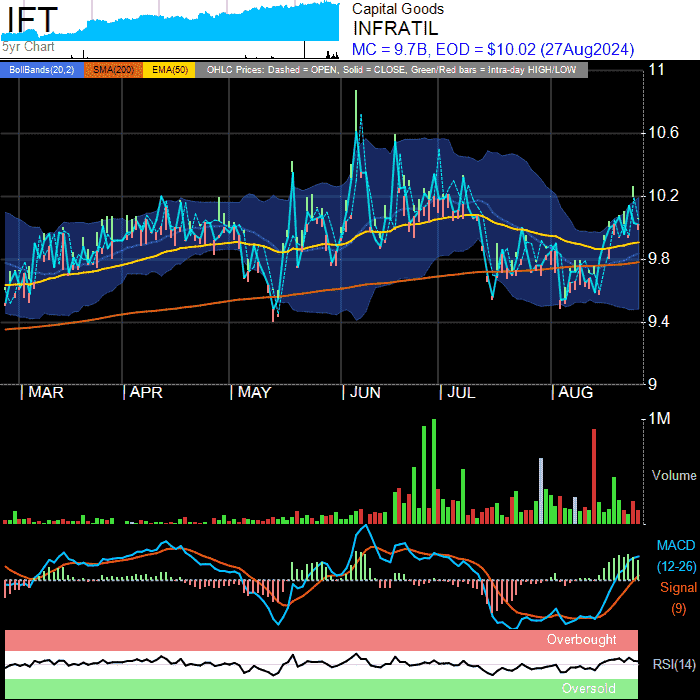 IFT
5yr Chart
Capital Goods
INFRATIL
MC = 9.7B, EOD = $10.02 (27Aug2024)
BollBands(20,2) SMA(200) EMA(50) OHLC Prices: Dashed = OPEN, Solid = CLOSE, Green/Red bars = Intra-day HIGH/LOW
11
10.6
10.2
9.8
9.4
9
MAR APR MAY JUN JUL AUG
1M
Volume
MACD
(12-26)
Signal
(9)
Overbought
RSI(14)
Oversold